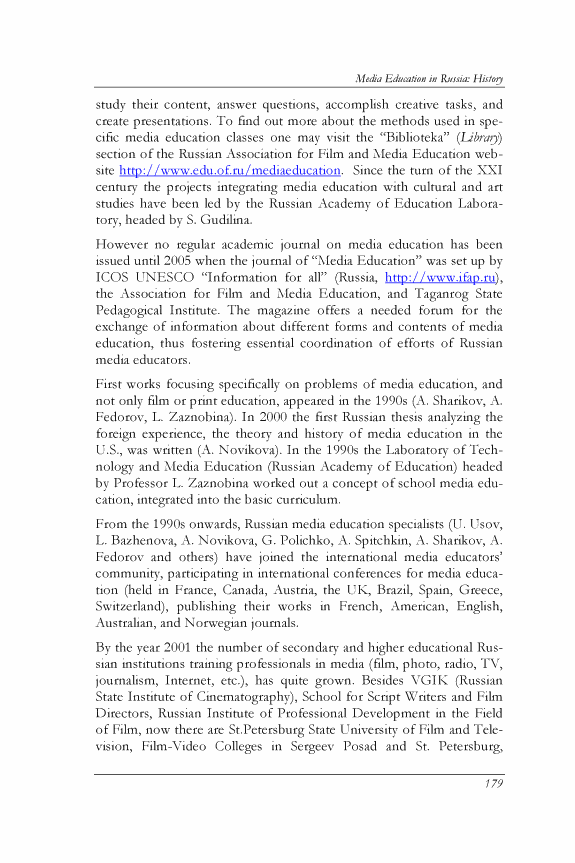 Media Education in Russia: History
study their content, answer questions, accomplish creative tasks, and
create presentations. To find out more about the methods used in spe-
cific media education classes one may visit the “Biblioteka” (Library)
section of the Russian Association for Film and Media Education web-
site http://www.edu.of.ru/mediaeducation. Since the turn of the XXI
century the projects integrating media education with cultural and art
studies have been led by the Russian Academy of Education Labora-
tory, headed by S. Gudilina.
However no regular academic journal on media education has been
issued until 2005 when the journal of “Media Education” was set up by
ICOS UNESCO “Information for all” (Russia, http://www.ifap.ru),
the Association for Film and Media Education, and Taganrog State
Pedagogical Institute. The magazine offers a needed forum for the
exchange of information about different forms and contents of media
education, thus fostering essential coordination of efforts of Russian
media educators.
First works focusing specifically on problems of media education, and
not only film or print education, appeared in the 1990s (A. Sharikov, A.
Fedorov, L. Zaznobina). In 2000 the first Russian thesis analyzing the
foreign experience, the theory and history of media education in the
U.S., was written (A. Novikova). In the 1990s the Laboratory of Tech-
nology and Media Education (Russian Academy of Education) headed
by Professor L. Zaznobina worked out a concept of school media edu-
cation, integrated into the basic curriculum.
From the 1990s onwards, Russian media education specialists (U. Usov,
L. Bazhenova, A. Novikova, G. Polichko, A. Spitchkin, A. Sharikov, A.
Fedorov and others) have joined the international media educators’
community, participating in international conferences for media educa-
tion (held in France, Canada, Austria, the UK, Brazil, Spain, Greece,
Switzerland), publishing their works in French, American, English,
Australian, and Norwegian journals.
By the year 2001 the number of secondary and higher educational Rus-
sian institutions training professionals in media (film, photo, radio, TV,
journalism, Internet, etc.), has quite grown. Besides VGIK (Russian
State Institute of Cinematography), School for Script Writers and Film
Directors, Russian Institute of Professional Development in the Field
of Film, now there are St.Petersburg State University of Film and Tele-
vision, Film-Video Colleges in Sergeev Posad and St. Petersburg,
179